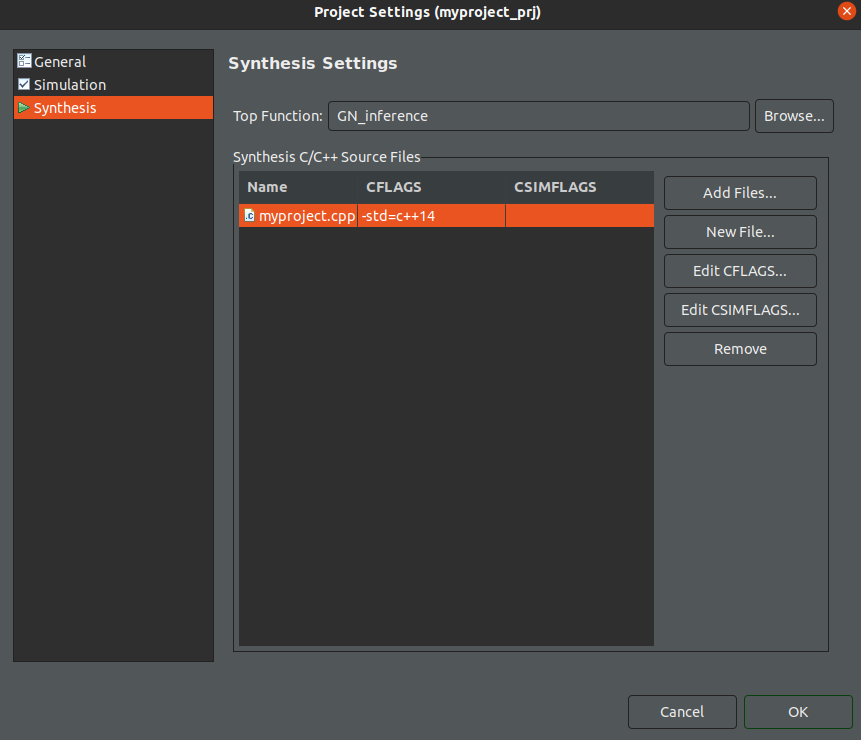 Project Settings (myproject_prj)
General
Simulation
Synthesis
Synthesis Settings
Top Function: GN_inference Browse...
Synthesis C/C++ Source Files
Name CFLAGS CSIMFLAGS
.c myproject.cpp -std=c++14
Add Files...
New File...
Edit CFLAGS...
Edit CSIMFLAGS...
Remove
Cancel OK